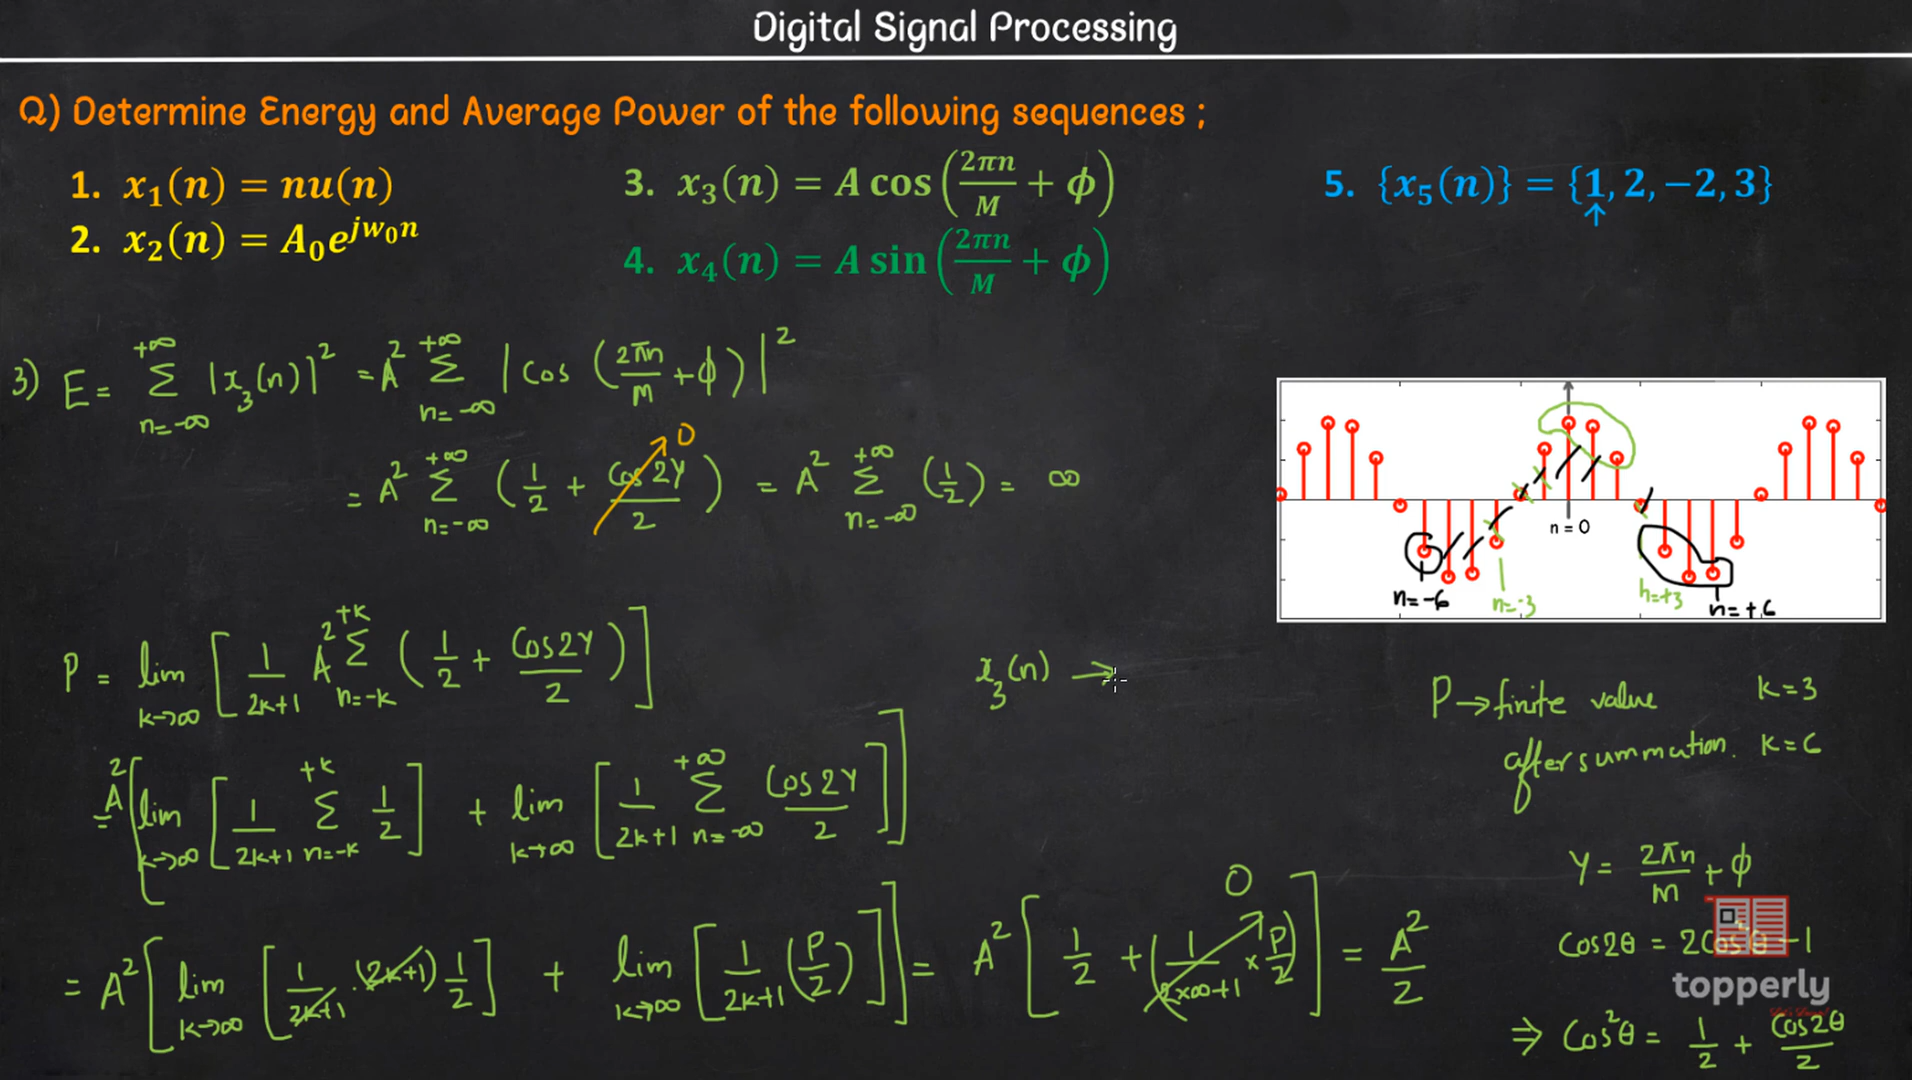 Digital Signal Processing
Q) Determine Energy and Average Power of the following sequences ;
1. x₁(n) = nu(n)
2. x₂(n) = A₀e^{jw₀n}
3. x₃(n) = A cos(2πn/M + ϕ)
4. x₄(n) = A sin(2πn/M + ϕ)
5. {x₅(n)} = {1, 2, −2, 3}
↑
3) E = Σ_{n=-∞}^{+∞} |x₃(n)|² = A² Σ_{n=-∞}^{+∞} |cos(2πn/M + ϕ)|²
= A² Σ_{n=-∞}^{+∞} (1/2 + Cos2Y/2) = A² Σ_{n=-∞}^{+∞} (1/2) = ∞
0
n = 0
n=-6
n=-3
n=+3
n=+6
P = lim_{k→∞} [1/(2k+1) A² Σ_{n=-k}^{+k} (1/2 + Cos2Y/2)]
x₃(n) →
P → finite value
after summation.
k=3
k=6
= A² [lim_{k→∞} [1/(2k+1) Σ_{n=-k}^{+k} 1/2] + lim_{k→∞} [1/(2k+1) Σ_{n=-∞}^{+∞} Cos2Y/2]]
Y = 2πn/M + ϕ
Cos2θ = 2Cos²θ -1
= A² [lim_{k→∞} [1/(2k+1) · (2k+1) 1/2] + lim_{k→∞} [1/(2k+1) (P/2)]] = A² [1/2 + (1/(2×∞+1) × P/2)] = A²/2
0
topperly
⇒ Cos²θ = 1/2 + Cos2θ/2